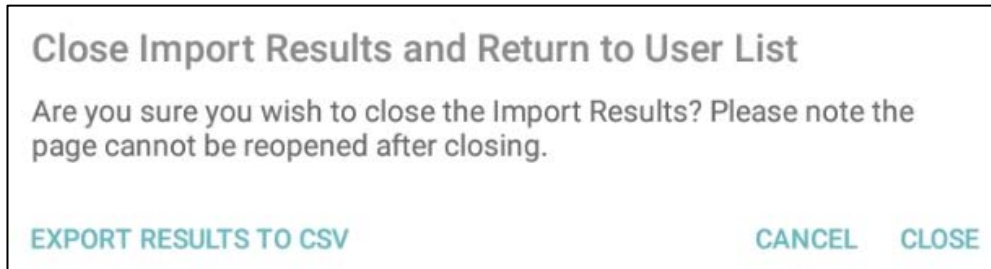 Close Import Results and Return to User List
Are you sure you wish to close the Import Results? Please note the
page cannot be reopened after closing.
EXPORT RESULTS TO CSV CANCEL CLOSE